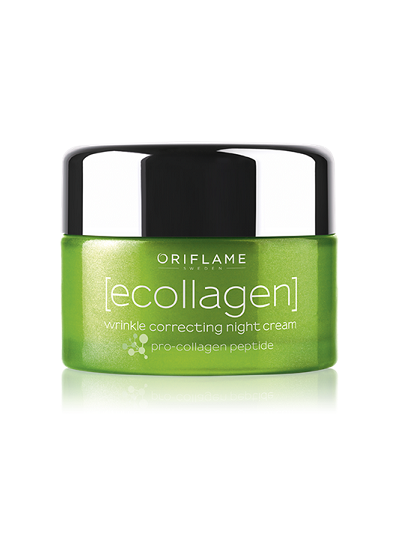 ORIFLAME
SWEDEN
[ecollagen]
wrinkle correcting night cream
pro-collagen peptide